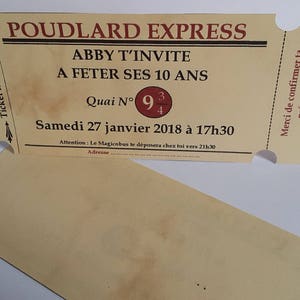 POUDLARD EXPRESS
ABBY T'INVITE
A FETER SES 10 ANS
Quai N° 9 3/4
Samedi 27 janvier 2018 à 17h30
Attention : Le Magicobus te déposera chez toi vers 21h30
Adresse
Ticket
Merci de confirmer